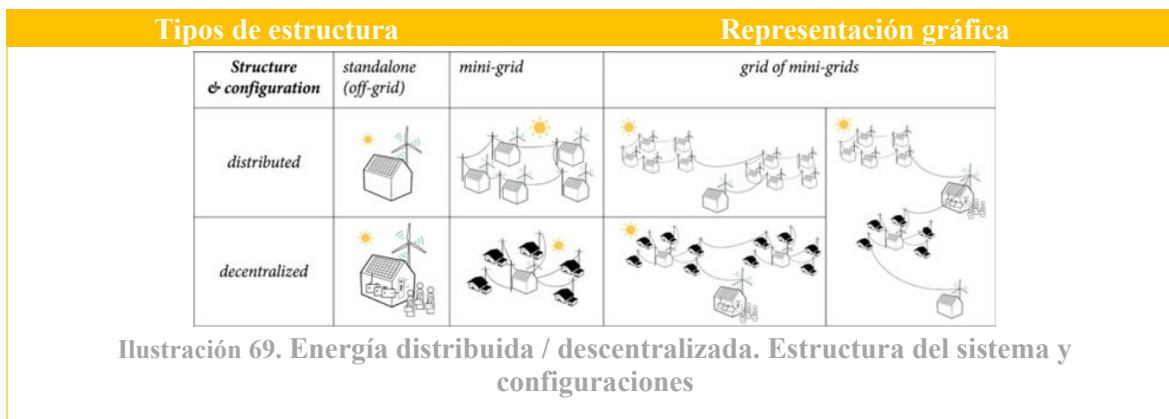 Tipos de estructura
Representación gráfica
Structure
& configuration
standalone
(off-grid)
mini-grid
grid of mini-grids
distributed
decentralized
Ilustración 69. Energía distribuida / descentralizada. Estructura del sistema y
configuraciones